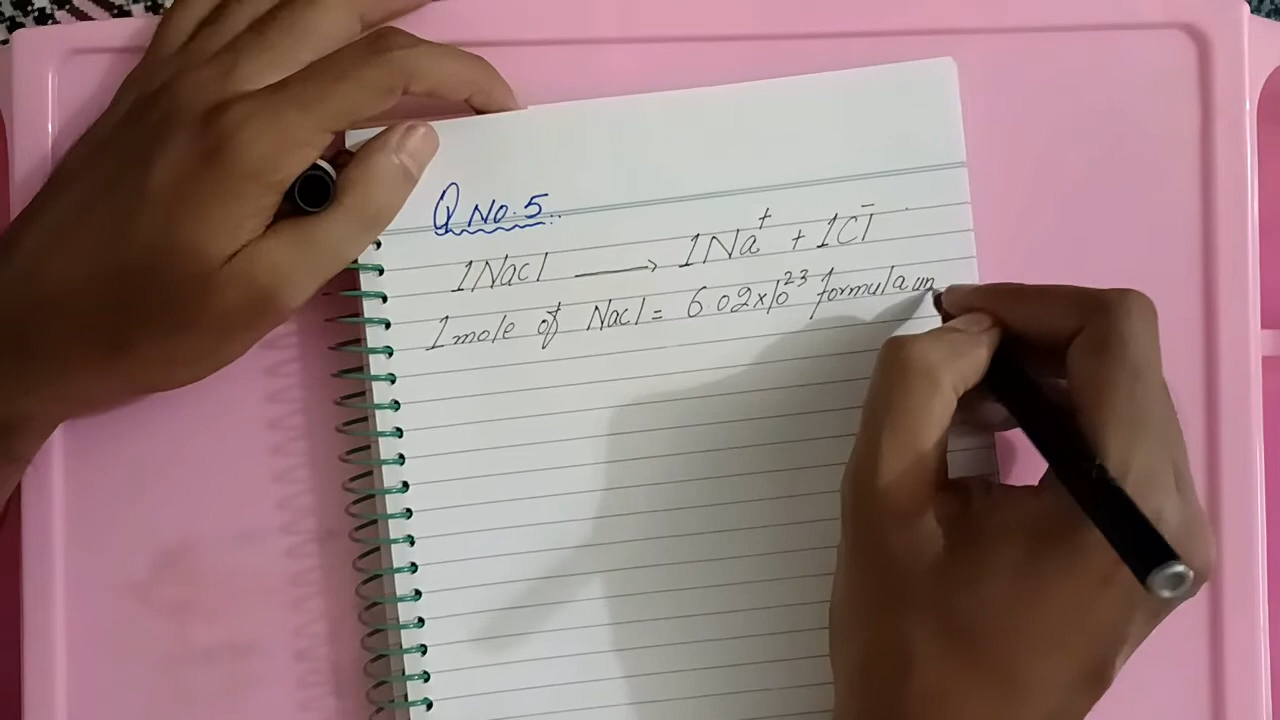 Q No.5..
1Nacl ⟶ 1Na⁺ + 1Cl⁻
1 mole of Nacl = 6 02×10²³ formula un